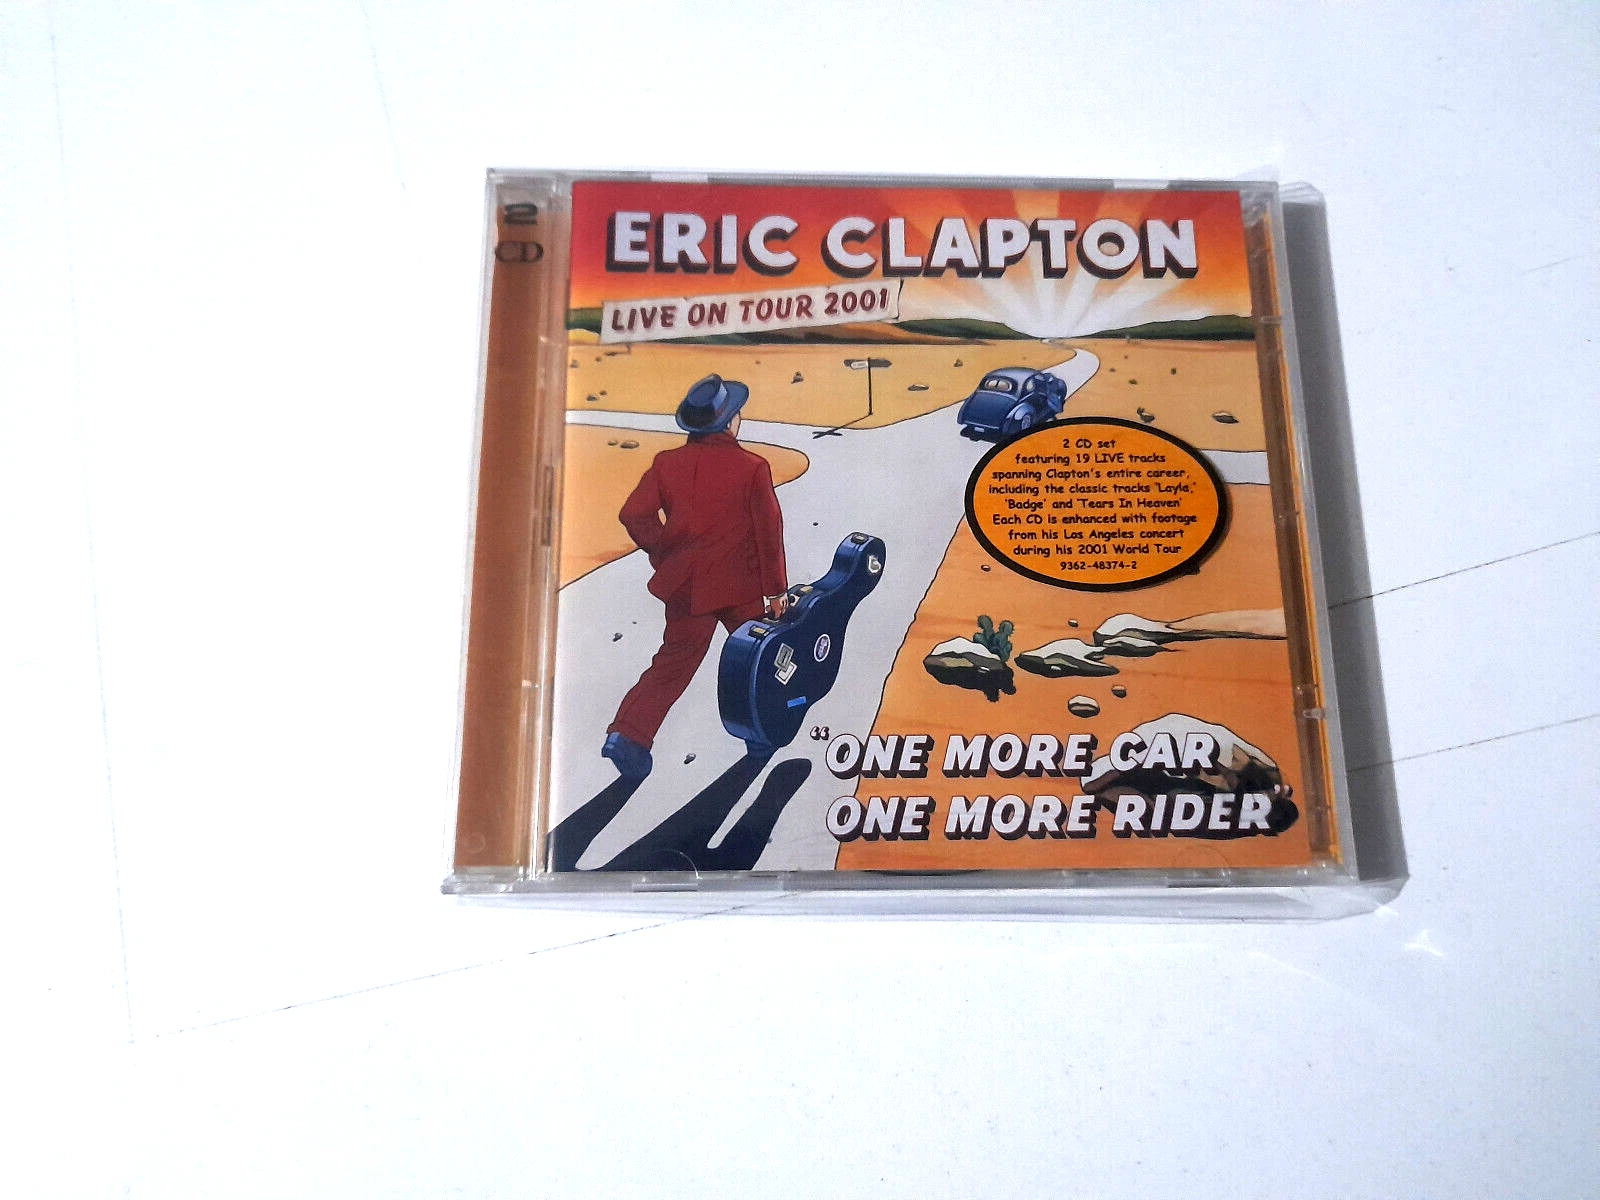 2
CD
ERIC CLAPTON
LIVE ON TOUR 2001
2 CD set
featuring 19 LIVE tracks
spanning Clapton's entire career,
including the classic tracks 'Layla,'
'Badge' and 'Tears In Heaven'
Each CD is enhanced with footage
from his Los Angeles concert
during his 2001 World Tour
9362-48374-2
"ONE MORE CAR
ONE MORE RIDER"